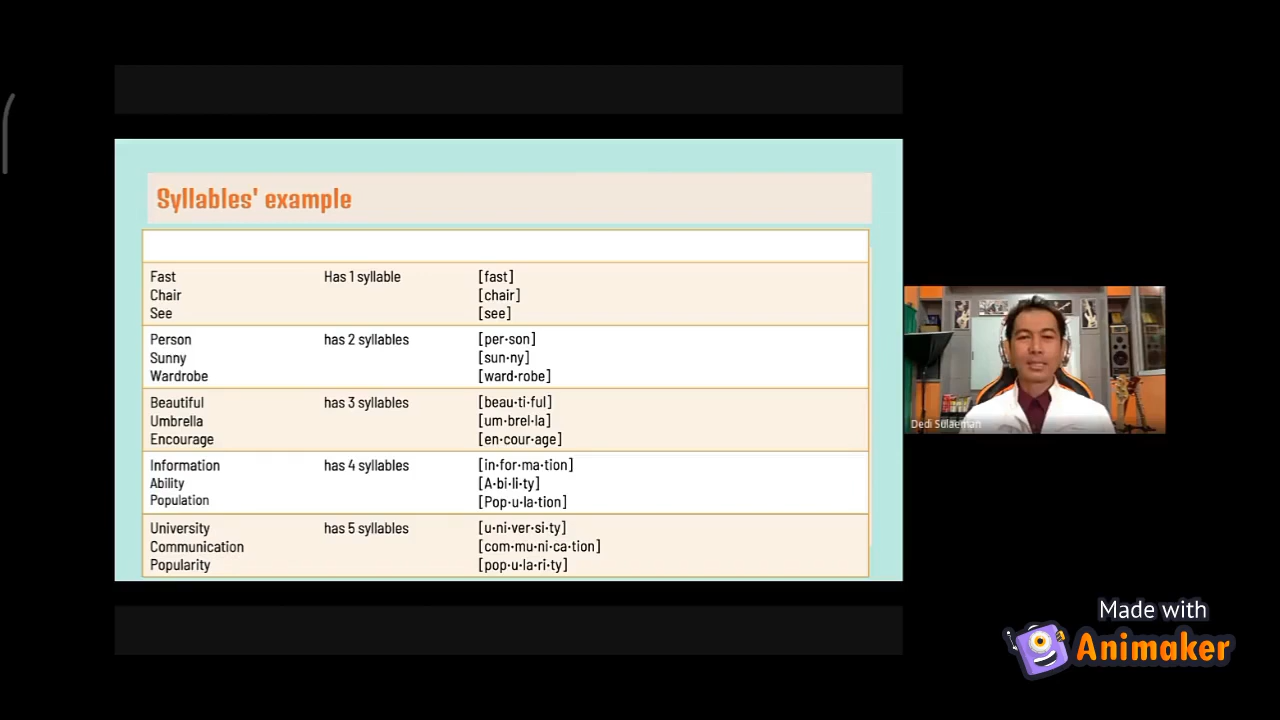 Syllables' example
Fast Has 1 syllable [fast]
Chair [chair]
See [see]
Person has 2 syllables [per·son]
Sunny [sun·ny]
Wardrobe [ward·robe]
Beautiful has 3 syllables [beau·ti·ful]
Umbrella [um·brel·la]
Encourage [en·cour·age]
Information has 4 syllables [in·for·ma·tion]
Ability [A·bi·li·ty]
Population [Pop·u·la·tion]
University has 5 syllables [u·ni·ver·si·ty]
Communication [com·mu·ni·ca·tion]
Popularity [pop·u·la·ri·ty]
Dedi Sulaeman
Made with
Animaker